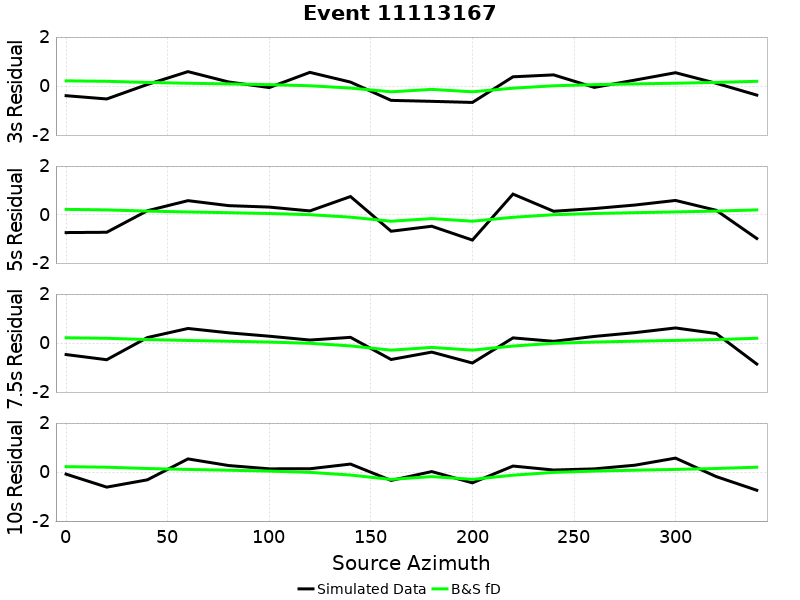 Event 11113167
3s Residual
2
0
-2
5s Residual
2
0
-2
7.5s Residual
2
0
-2
10s Residual
2
0
-2
0 50 100 150 200 250 300
Source Azimuth
Simulated Data B&S fD